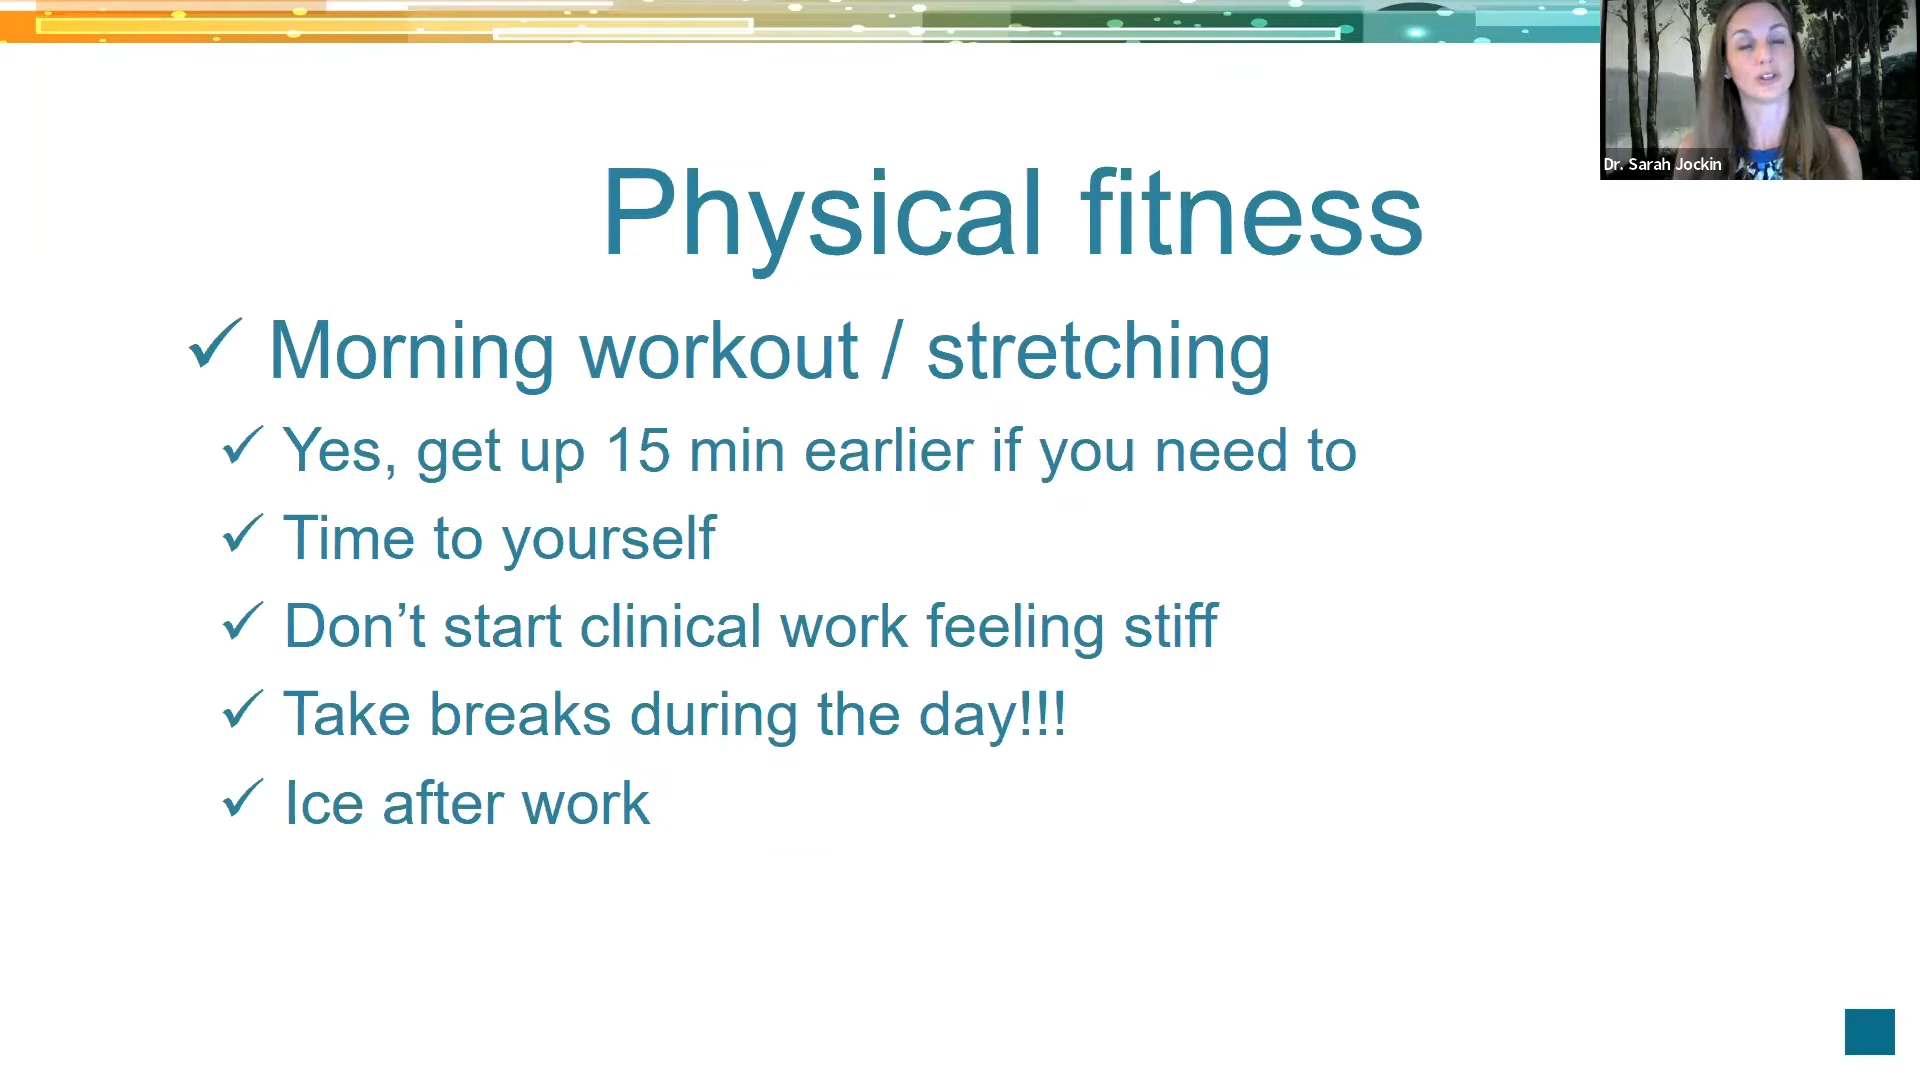 Dr. Sarah Jockin
Physical fitness
✓ Morning workout / stretching
✓ Yes, get up 15 min earlier if you need to
✓ Time to yourself
✓ Don’t start clinical work feeling stiff
✓ Take breaks during the day!!!
✓ Ice after work